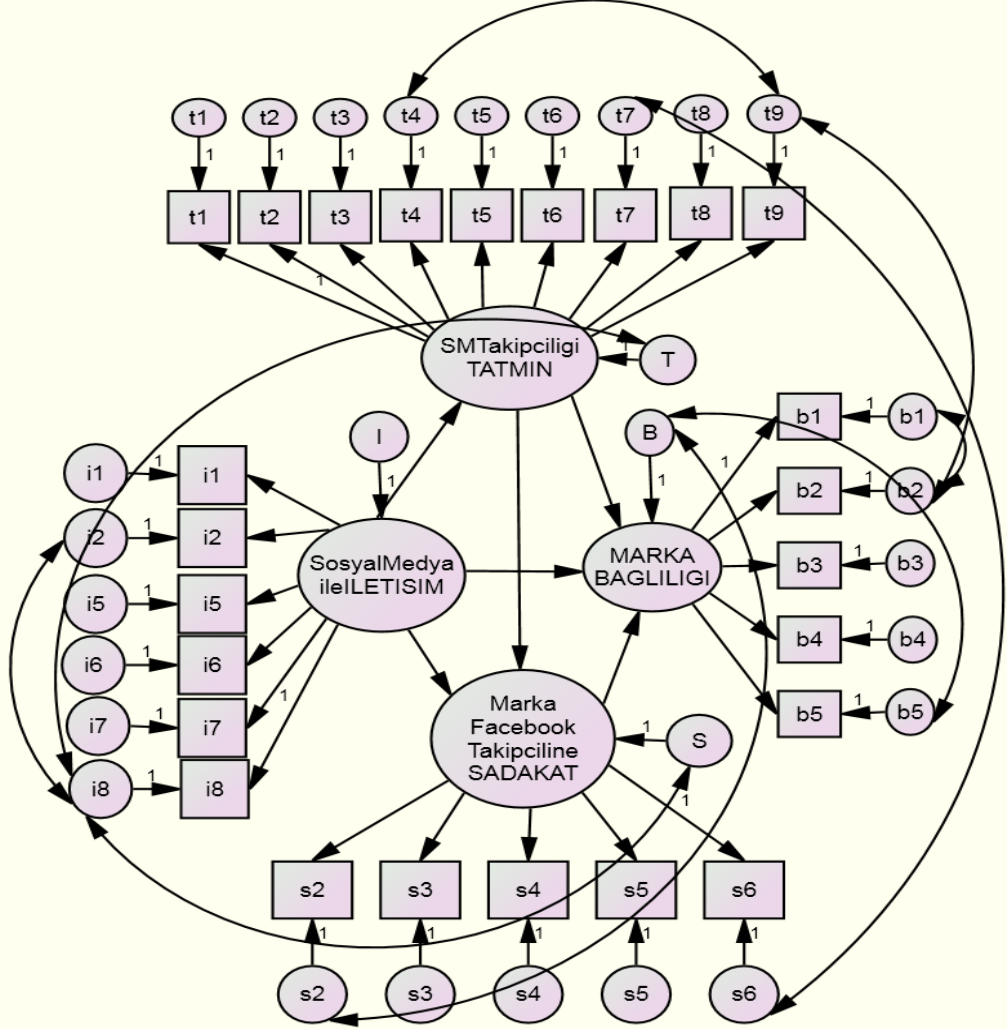 t1 t2 t3 t4 t5 t6 t7 t8 t9
1 1 1 1 1 1 1 1 1
t1 t2 t3 t4 t5 t6 t7 t8 t9
1
SMTakipciligi
TATMIN
1
T
I
1
B
1
i1 1 i1
i2 1 i2
i5 1 i5
i6 1 i6
i7 1 i7
i8 1 i8
1
SosyalMedya
ileILETISIM
MARKA
BAGLILIGI
1
b1 1 b1
b2 1 b2
b3 1 b3
b4 1 b4
b5 1 b5
Marka
Facebook
Takipciline
SADAKAT
1
S
1
s2 s3 s4 s5 s6
1 1 1 1 1
s2 s3 s4 s5 s6